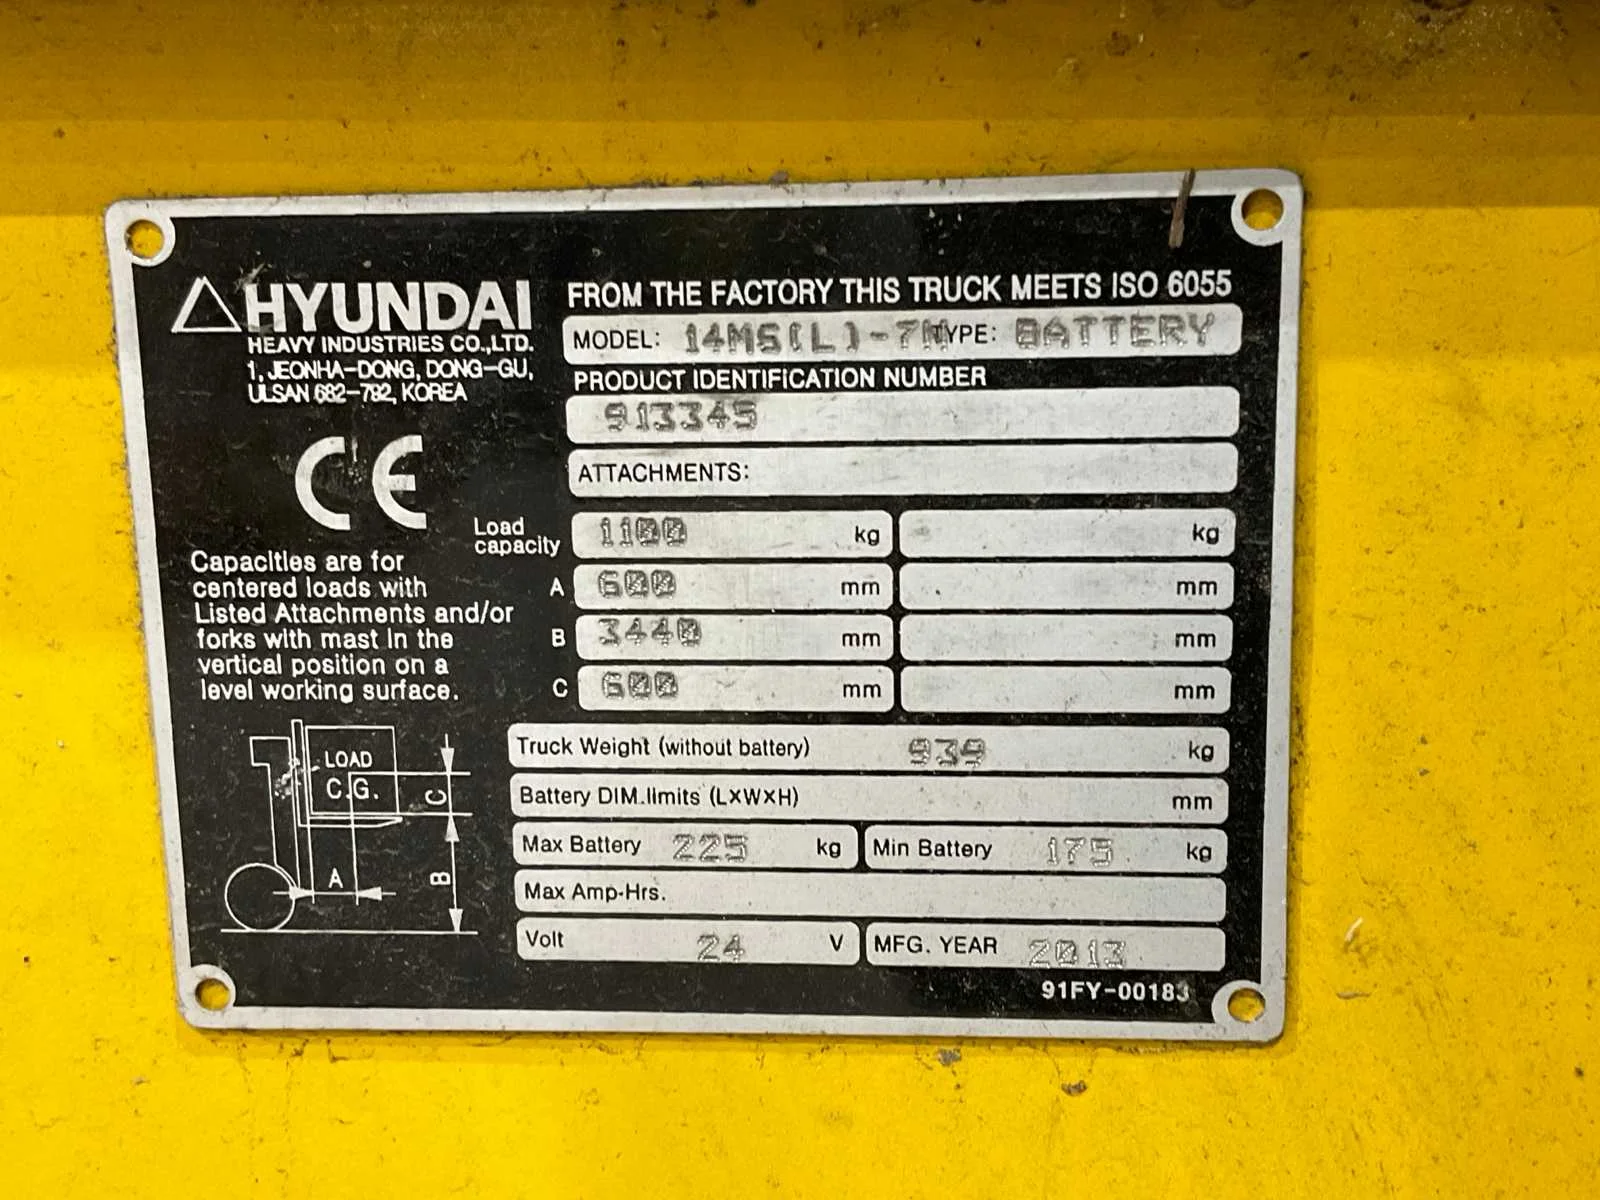 HYUNDAI
HEAVY INDUSTRIES CO.,LTD.
1, JEONHA-DONG, DONG-GU,
ULSAN 682-792, KOREA
CE
FROM THE FACTORY THIS TRUCK MEETS ISO 6055
MODEL: 14MS(L)-7M TYPE: BATTERY
PRODUCT IDENTIFICATION NUMBER
913345
ATTACHMENTS:
Load capacity 1100 kg kg
A 600 mm mm
B 3440 mm mm
C 600 mm mm
Capacities are for
centered loads with
Listed Attachments and/or
forks with mast in the
vertical position on a
level working surface.
LOAD
C.G.
C
A
B
Truck Weight (without battery) 939 kg
Battery DIM.limits (LXWXH) mm
Max Battery 225 kg Min Battery 175 kg
Max Amp-Hrs.
Volt 24 V MFG. YEAR 2013
91FY-00183